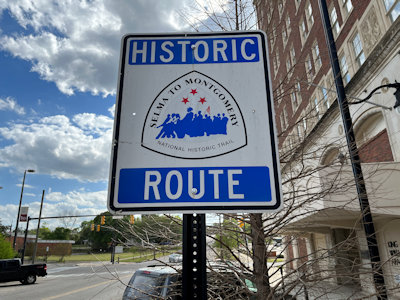 HISTORIC
SELMA TO MONTGOMERY
NATIONAL HISTORIC TRAIL
ROUTE